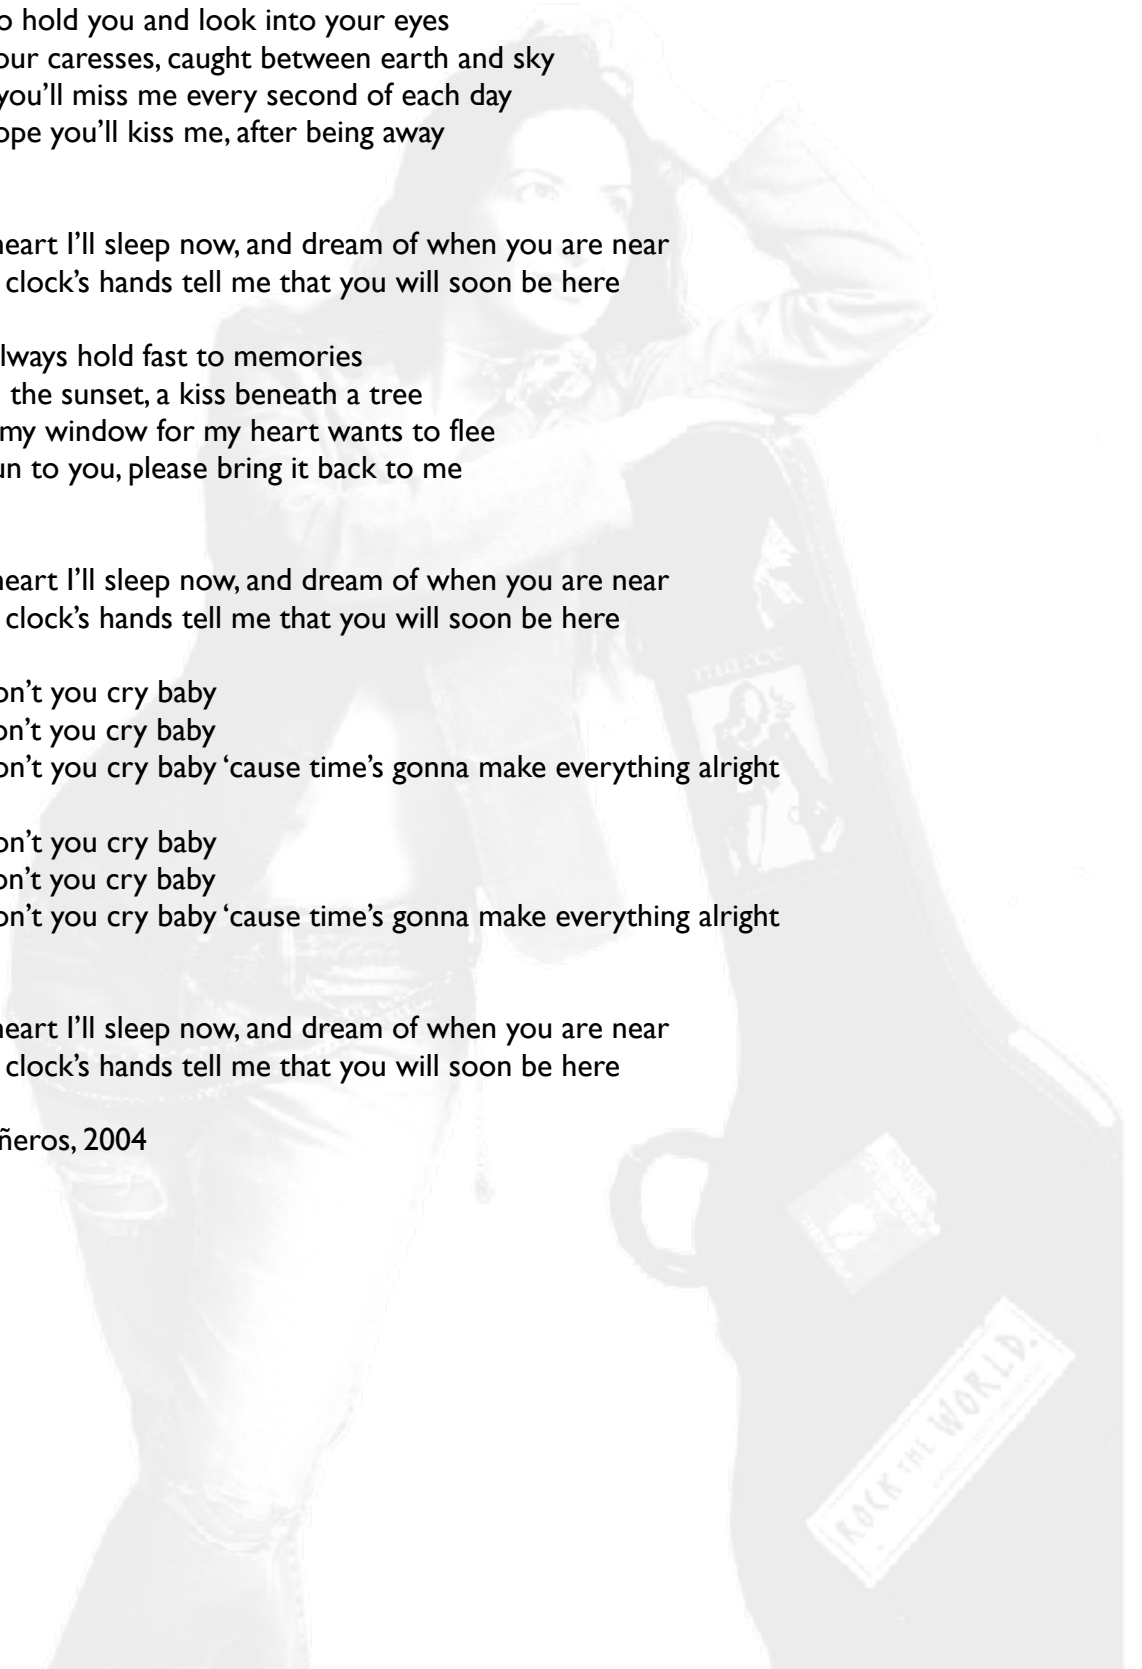 o hold you and look into your eyes
our caresses, caught between earth and sky
you’ll miss me every second of each day
ope you’ll kiss me, after being away
heart I’ll sleep now, and dream of when you are near
clock’s hands tell me that you will soon be here
lways hold fast to memories
the sunset, a kiss beneath a tree
my window for my heart wants to flee
un to you, please bring it back to me
heart I’ll sleep now, and dream of when you are near
clock’s hands tell me that you will soon be here
on’t you cry baby
on’t you cry baby
on’t you cry baby ‘cause time’s gonna make everything alright
on’t you cry baby
on’t you cry baby
on’t you cry baby ‘cause time’s gonna make everything alright
heart I’ll sleep now, and dream of when you are near
clock’s hands tell me that you will soon be here
ñeros, 2004
ROCK THE WORLD.